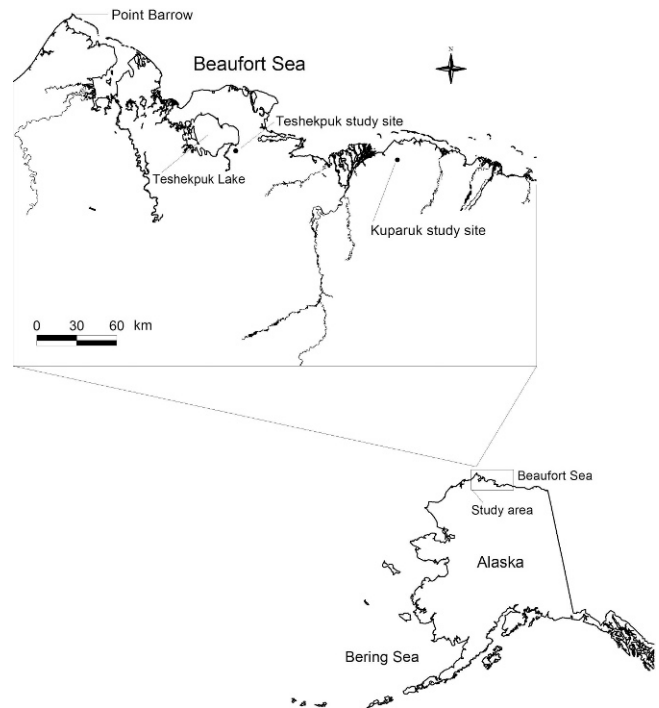 Point Barrow
Beaufort Sea
N
Teshekpuk study site
Teshekpuk Lake
Kuparuk study site
0 30 60 km
Beaufort Sea
Study area
Alaska
Bering Sea